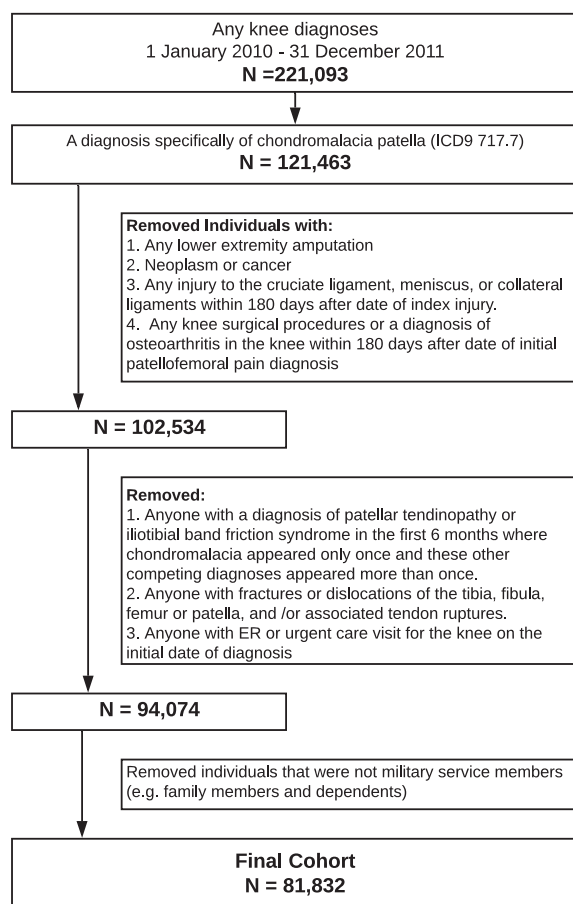 Any knee diagnoses
1 January 2010 - 31 December 2011
N =221,093
A diagnosis specifically of chondromalacia patella (ICD9 717.7)
N = 121,463
Removed Individuals with:
1. Any lower extremity amputation
2. Neoplasm or cancer
3. Any injury to the cruciate ligament, meniscus, or collateral
ligaments within 180 days after date of index injury.
4. Any knee surgical procedures or a diagnosis of
osteoarthritis in the knee within 180 days after date of initial
patellofemoral pain diagnosis
N = 102,534
Removed:
1. Anyone with a diagnosis of patellar tendinopathy or
iliotibial band friction syndrome in the first 6 months where
chondromalacia appeared only once and these other
competing diagnoses appeared more than once.
2. Anyone with fractures or dislocations of the tibia, fibula,
femur or patella, and /or associated tendon ruptures.
3. Anyone with ER or urgent care visit for the knee on the
initial date of diagnosis
N = 94,074
Removed individuals that were not military service members
(e.g. family members and dependents)
Final Cohort
N = 81,832